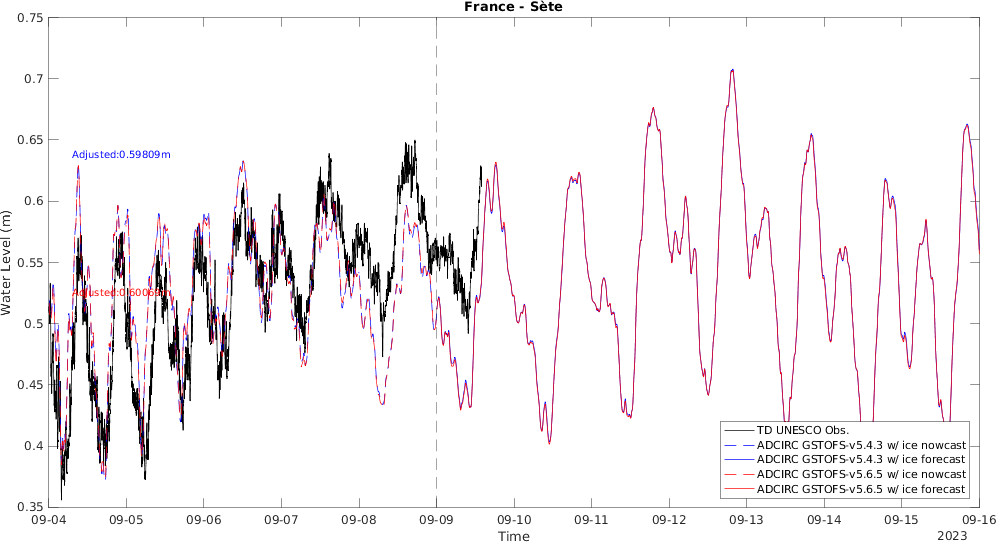 France - Sète
0.75
0.7
0.65
0.6
0.55
0.5
0.45
0.4
0.35
Water Level (m)
Adjusted:0.59809m
TD UNESCO Obs.
ADCIRC GSTOFS-v5.4.3 w/ ice nowcast
ADCIRC GSTOFS-v5.4.3 w/ ice forecast
ADCIRC GSTOFS-v5.6.5 w/ ice nowcast
ADCIRC GSTOFS-v5.6.5 w/ ice forecast
09-04 09-05 09-06 09-07 09-08 09-09 09-10 09-11 09-12 09-13 09-14 09-15 09-16
Time
2023